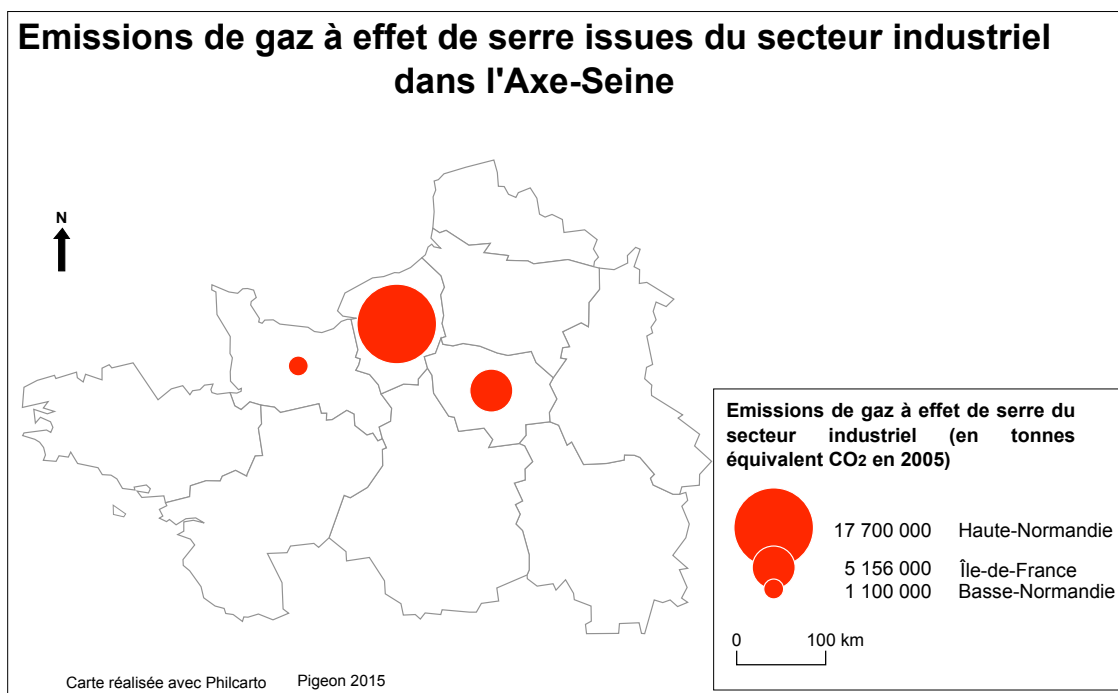 Emissions de gaz à effet de serre issues du secteur industriel
dans l'Axe-Seine
N
Emissions de gaz à effet de serre du
secteur industriel (en tonnes
équivalent CO2 en 2005)
17 700 000 Haute-Normandie
5 156 000 Île-de-France
1 100 000 Basse-Normandie
0 100 km
Carte réalisée avec Philcarto Pigeon 2015